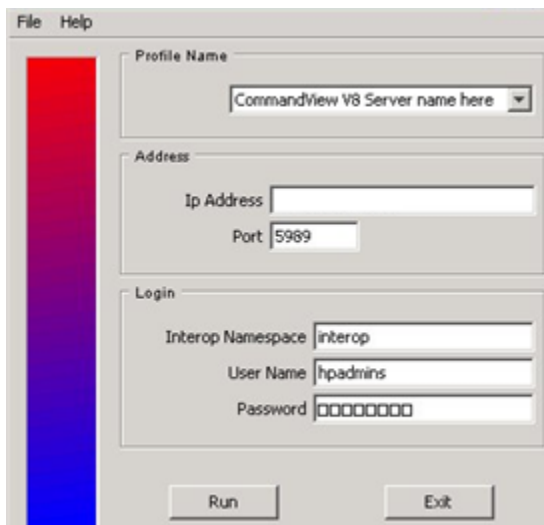 File Help
Profile Name
CommandView V8 Server name here
Address
Ip Address
Port 5989
Login
Interop Namespace interop
User Name hpadmins
Password □□□□□□□□
Run Exit